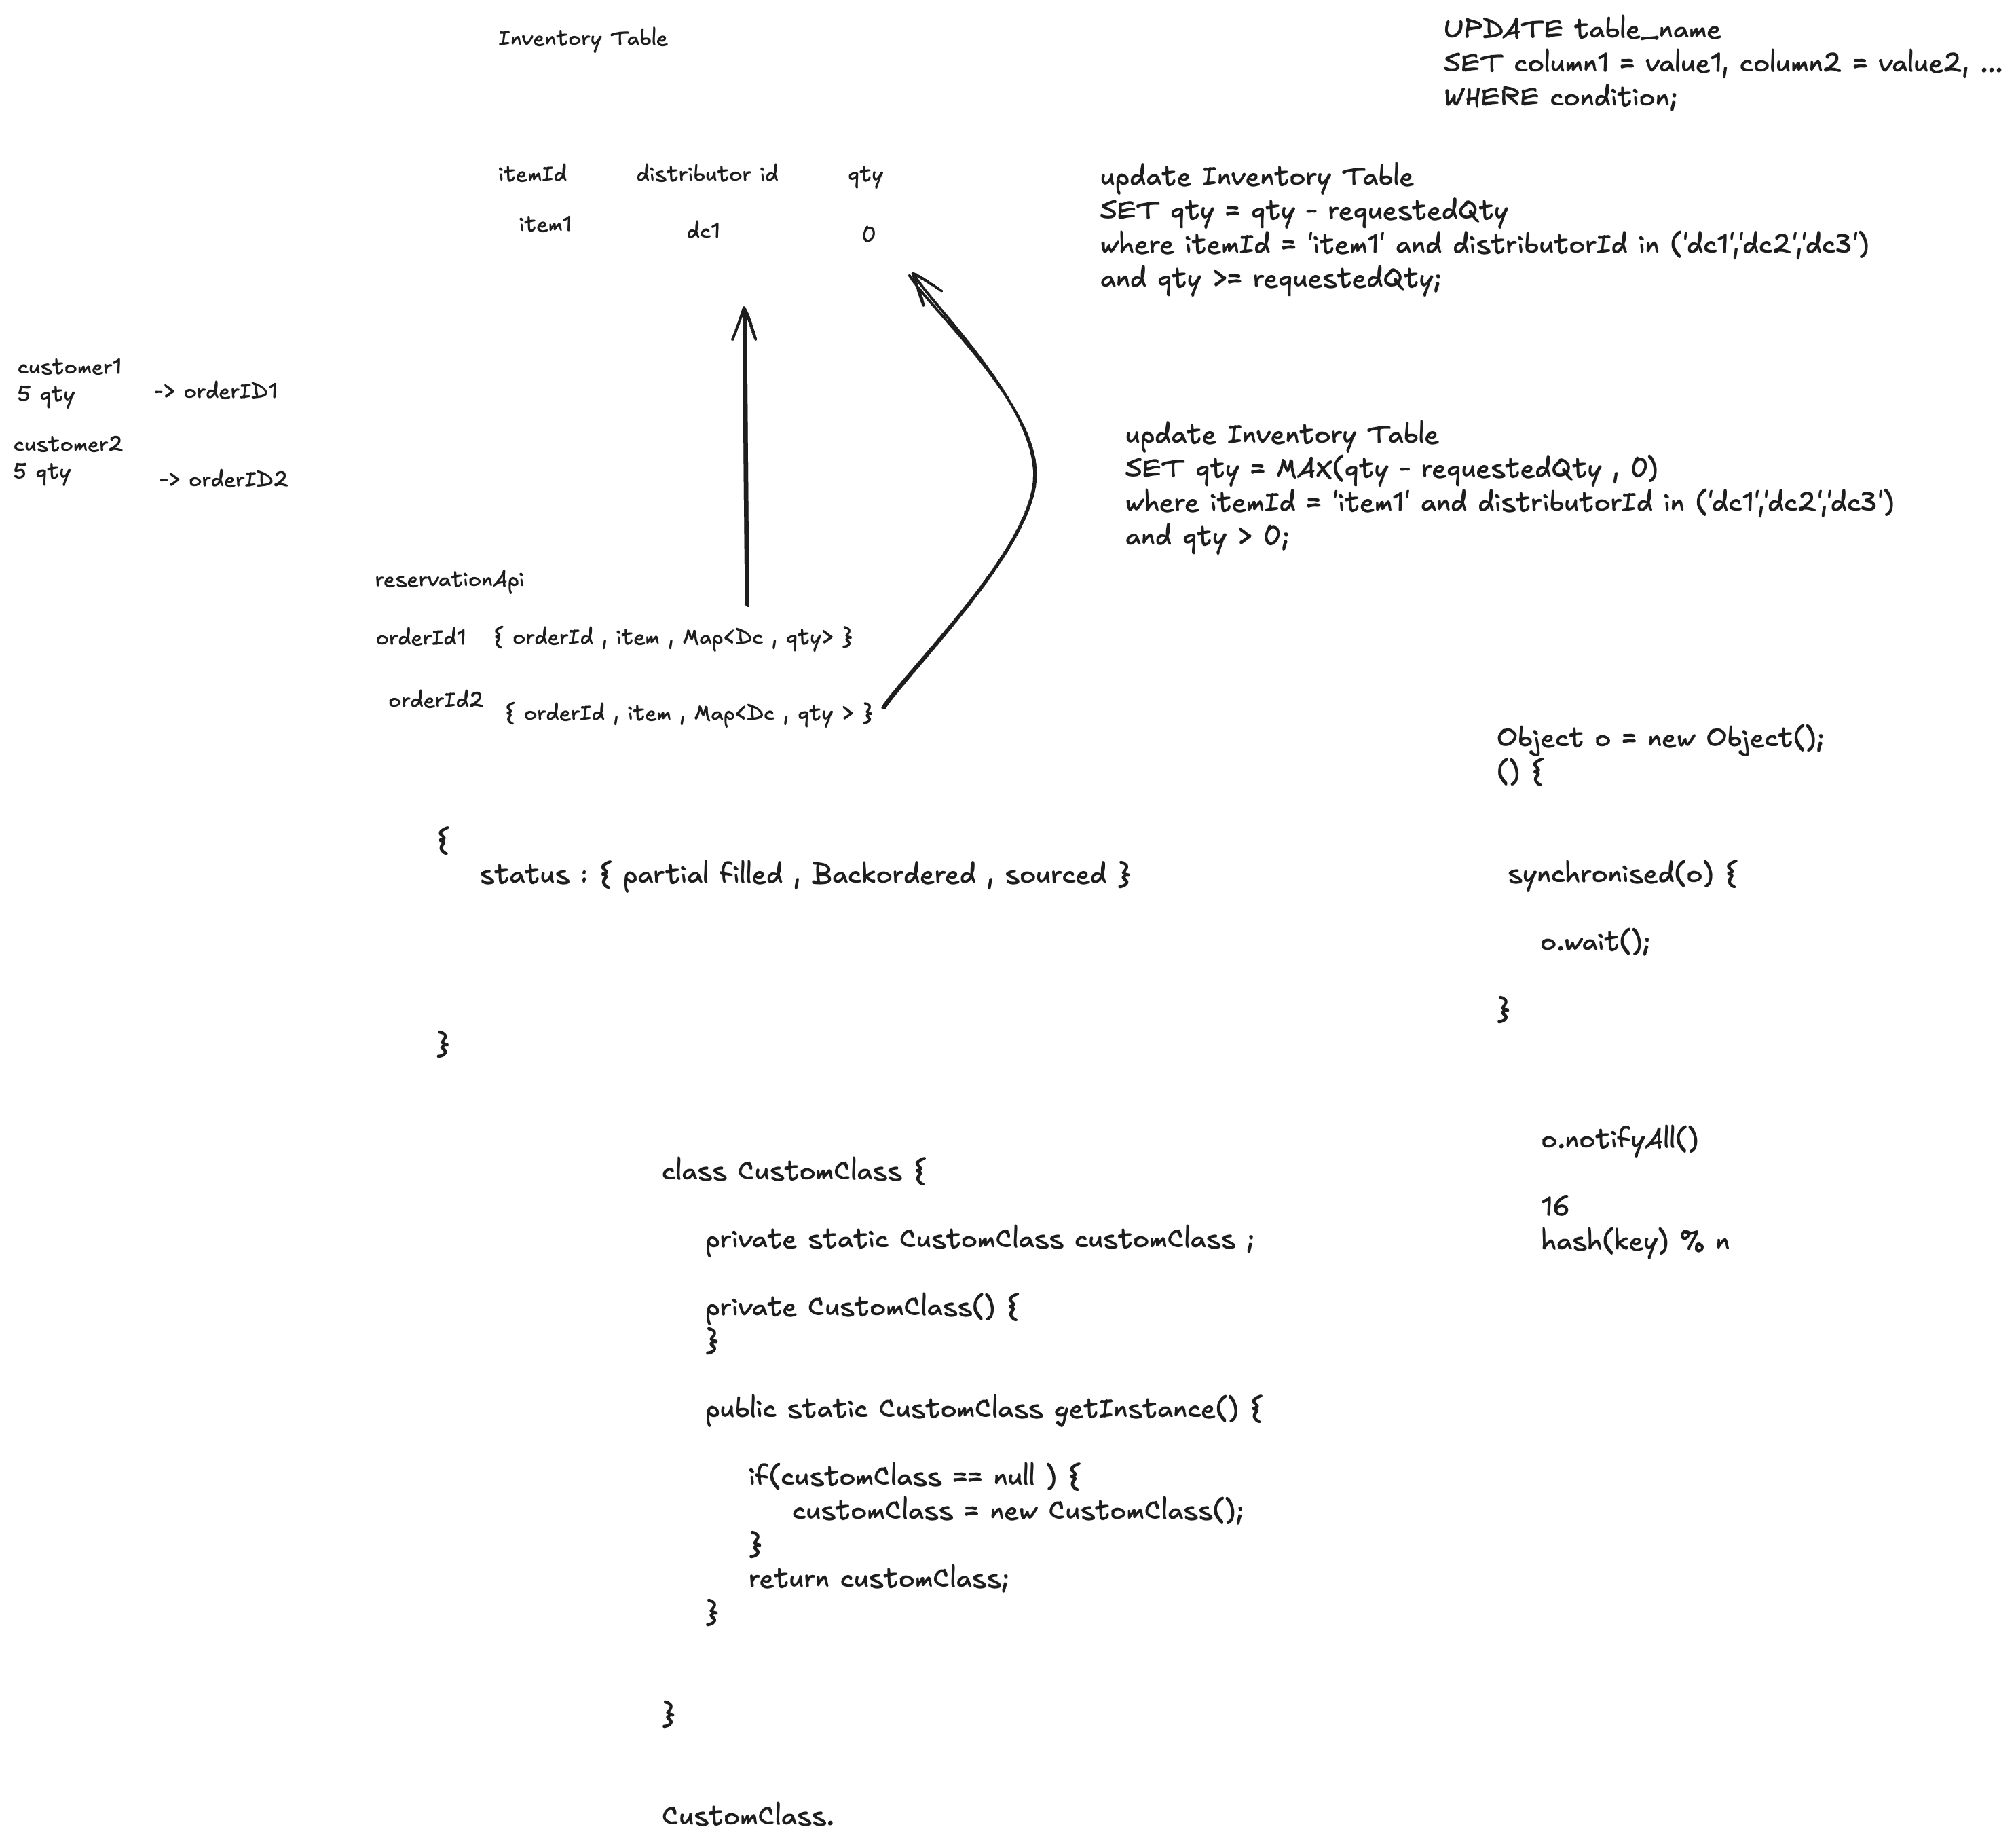 Inventory Table
UPDATE table_name
SET column1 = value1, column2 = value2, ...
WHERE condition;
itemId distributor id qty
item1 dc1 0
update Inventory Table
SET qty = qty - requestedQty
where itemId = 'item1' and distributorId in ('dc1','dc2','dc3')
and qty >= requestedQty;
customer1
5 qty -> orderID1
customer2
5 qty -> orderID2
update Inventory Table
SET qty = MAX(qty - requestedQty , 0)
where itemId = 'item1' and distributorId in ('dc1','dc2','dc3')
and qty > 0;
reservationApi
orderId1 { orderId , item , Map<Dc , qty> }
orderId2 { orderId , item , Map<Dc , qty > }
{
status : { partial filled , Backordered , sourced }
}
Object o = new Object();
() {
synchronised(o) {
o.wait();
}
o.notifyAll()
16
hash(key) % n
class CustomClass {
private static CustomClass customClass ;
private CustomClass() {
}
public static CustomClass getInstance() {
if(customClass == null ) {
customClass = new CustomClass();
}
return customClass;
}
}
CustomClass.